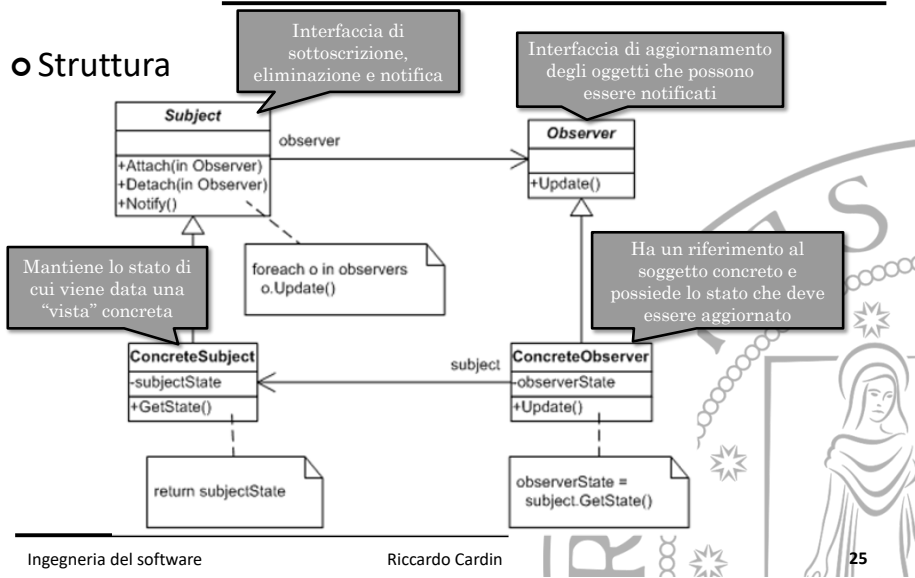 Struttura
Interfaccia di
sottoscrizione,
eliminazione e notifica
Interfaccia di aggiornamento
degli oggetti che possono
essere notificati
Subject
+Attach(in Observer)
+Detach(in Observer)
+Notify()
observer
Observer
+Update()
foreach o in observers
o.Update()
Mantiene lo stato di
cui viene data una
“vista” concreta
Ha un riferimento al
soggetto concreto e
possiede lo stato che deve
essere aggiornato
ConcreteSubject
-subjectState
+GetState()
subject
ConcreteObserver
-observerState
+Update()
return subjectState
observerState =
subject.GetState()
Ingegneria del software
Riccardo Cardin
25